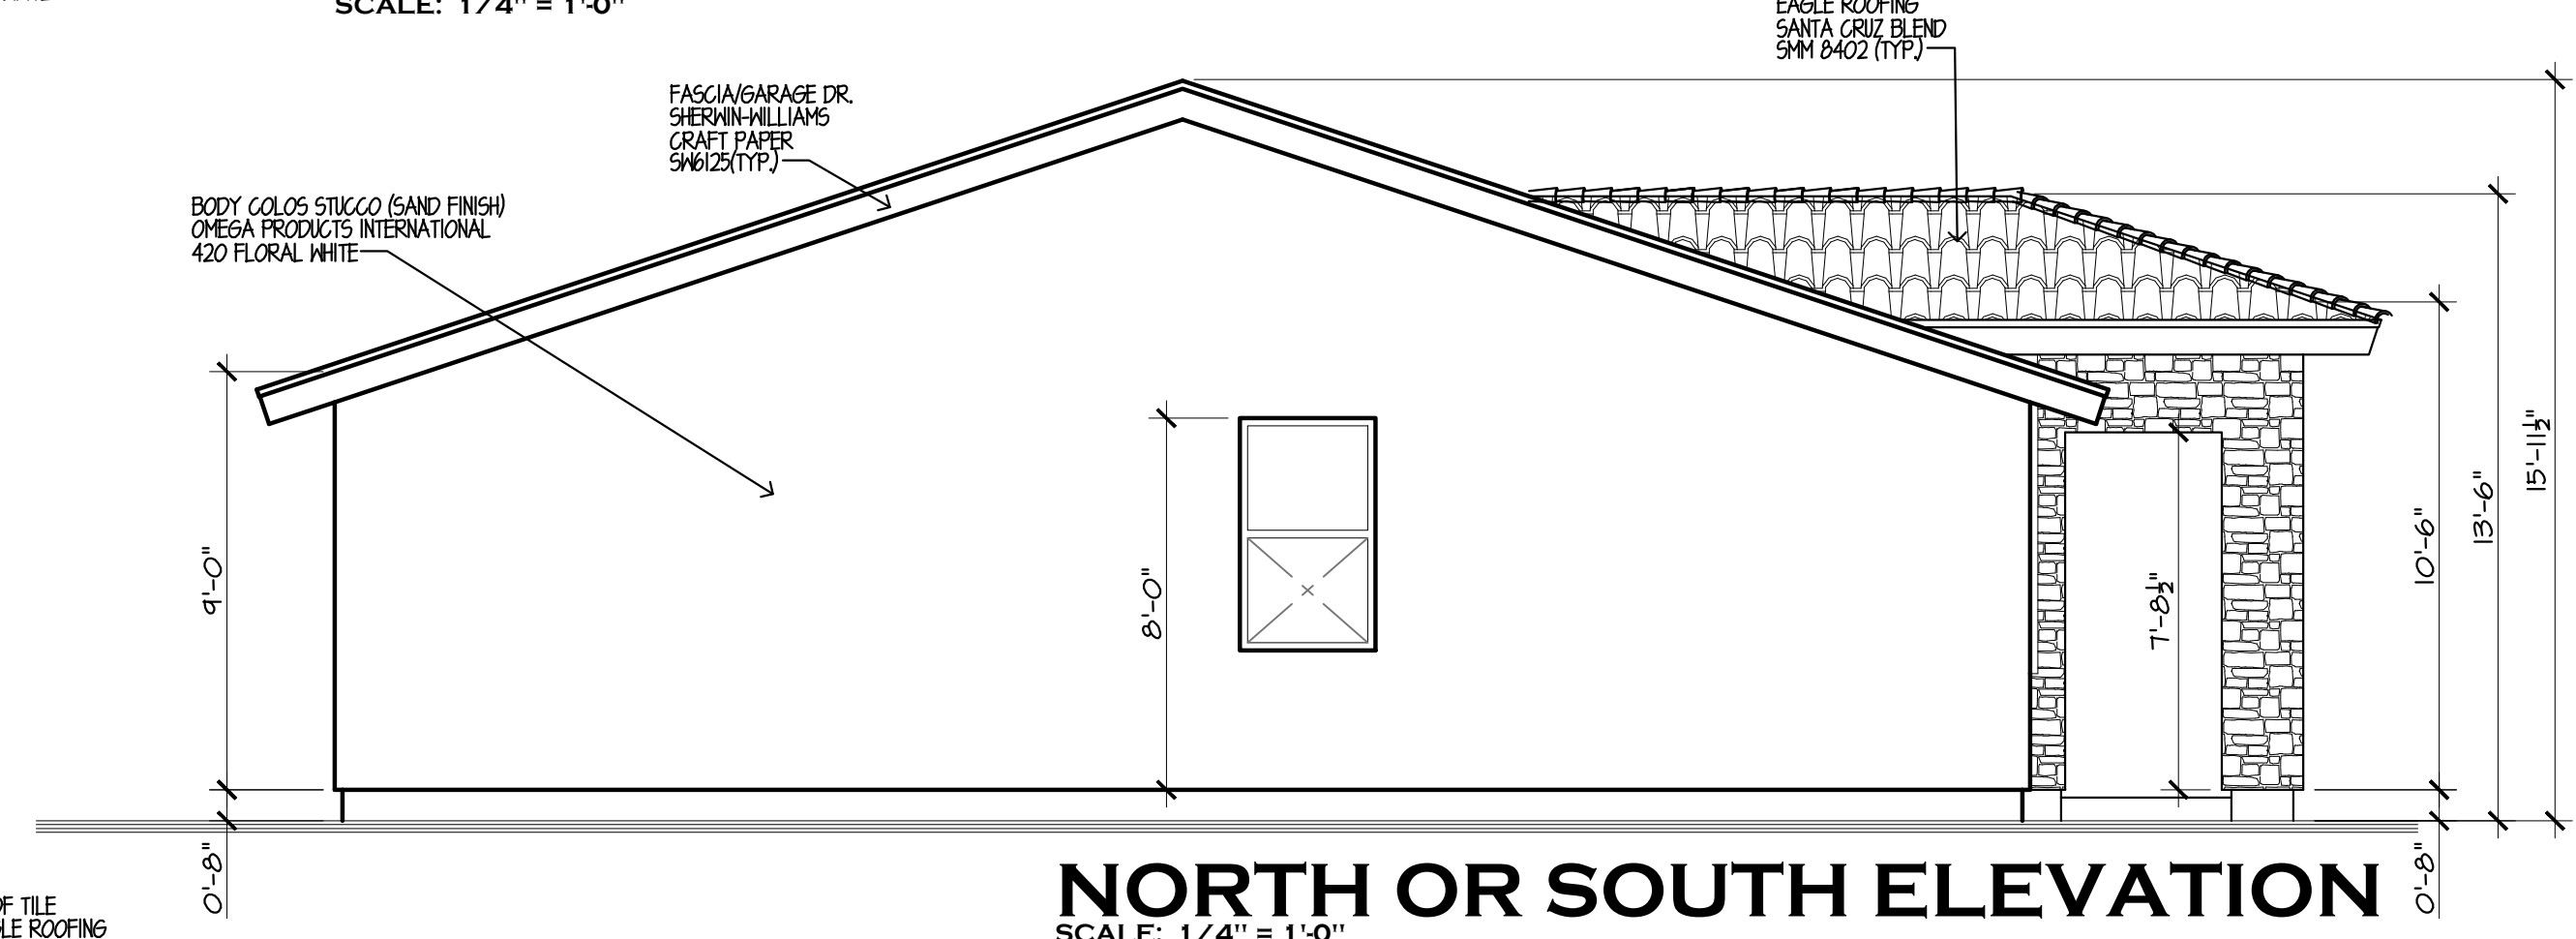 SCALE: 1/4" = 1'-0"
EAGLE ROOFING
SANTA CRUZ BLEND
SMM 8402 (TYP.)
FASCIA/GARAGE DR.
SHERWIN-WILLIAMS
CRAFT PAPER
SW6125(TYP.)
BODY COLOS STUCCO (SAND FINISH)
OMEGA PRODUCTS INTERNATIONAL
420 FLORAL WHITE
9'-0"
8'-0"
7'-8½"
10'-6"
13'-6"
15'-11½"
0'-8"
0'-8"
NORTH OR SOUTH ELEVATION
SCALE: 1/4" = 1'-0"
OF TILE
GLE ROOFING